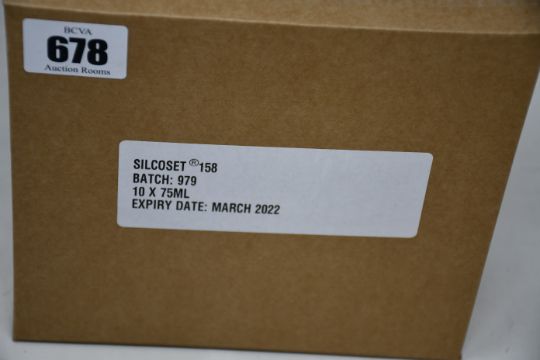 BCVA
678
Auction Rooms
SILCOSET ® 158
BATCH: 979
10 X 75ML
EXPIRY DATE: MARCH 2022